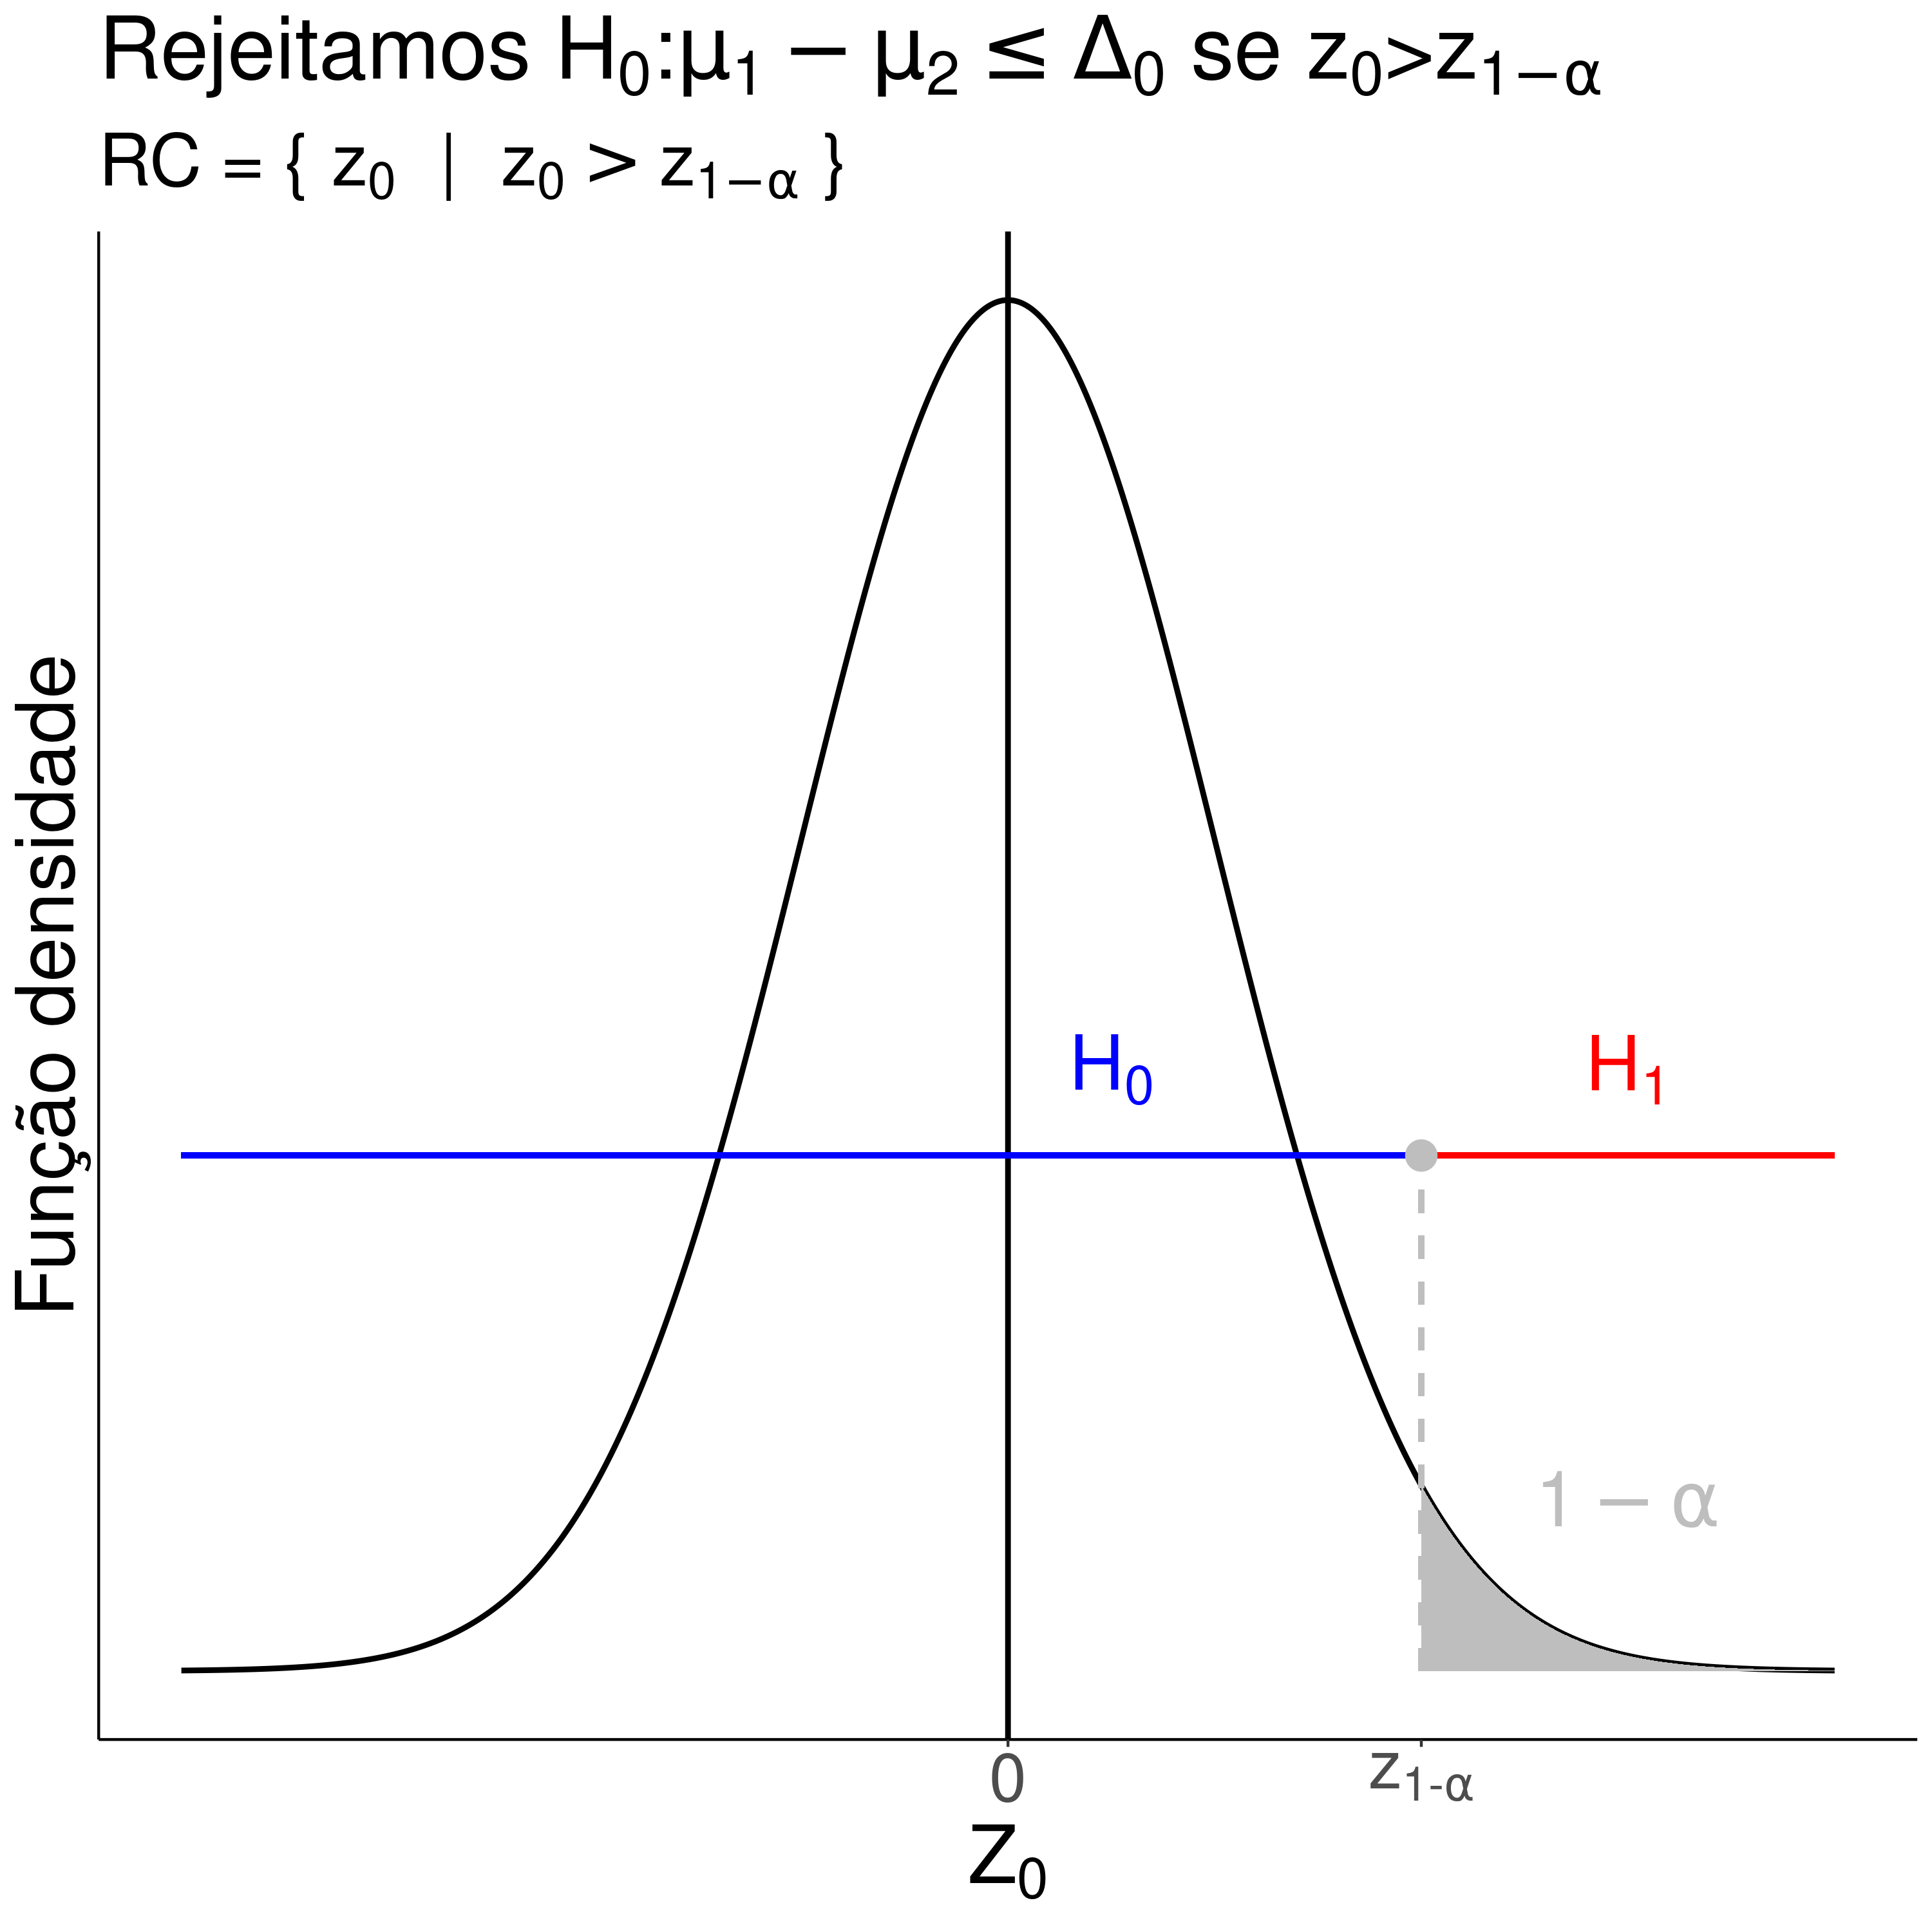 Rejeitamos H₀:μ₁ − μ₂ ≤ Δ₀ se z₀>z₁₋α
RC = { z₀ | z₀ > z₁₋α }
Função densidade
H₀
H₁
1 − α
0
z₁₋α
Z₀